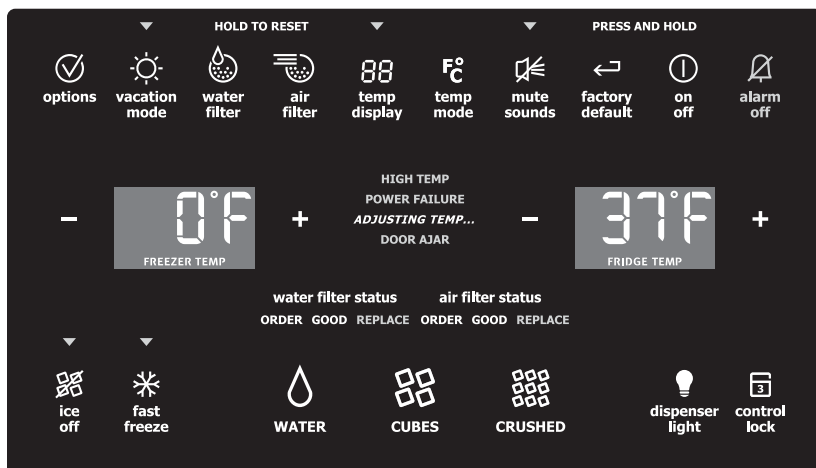 HOLD TO RESET PRESS AND HOLD
88 F°C
options vacation mode water filter air filter temp display temp mode mute sounds factory default on off alarm off
HIGH TEMP
POWER FAILURE
ADJUSTING TEMP...
DOOR AJAR
- 0°F +
FREEZER TEMP
- 37°F +
FRIDGE TEMP
water filter status air filter status
ORDER GOOD REPLACE ORDER GOOD REPLACE
3
ice off fast freeze WATER CUBES CRUSHED dispenser light control lock